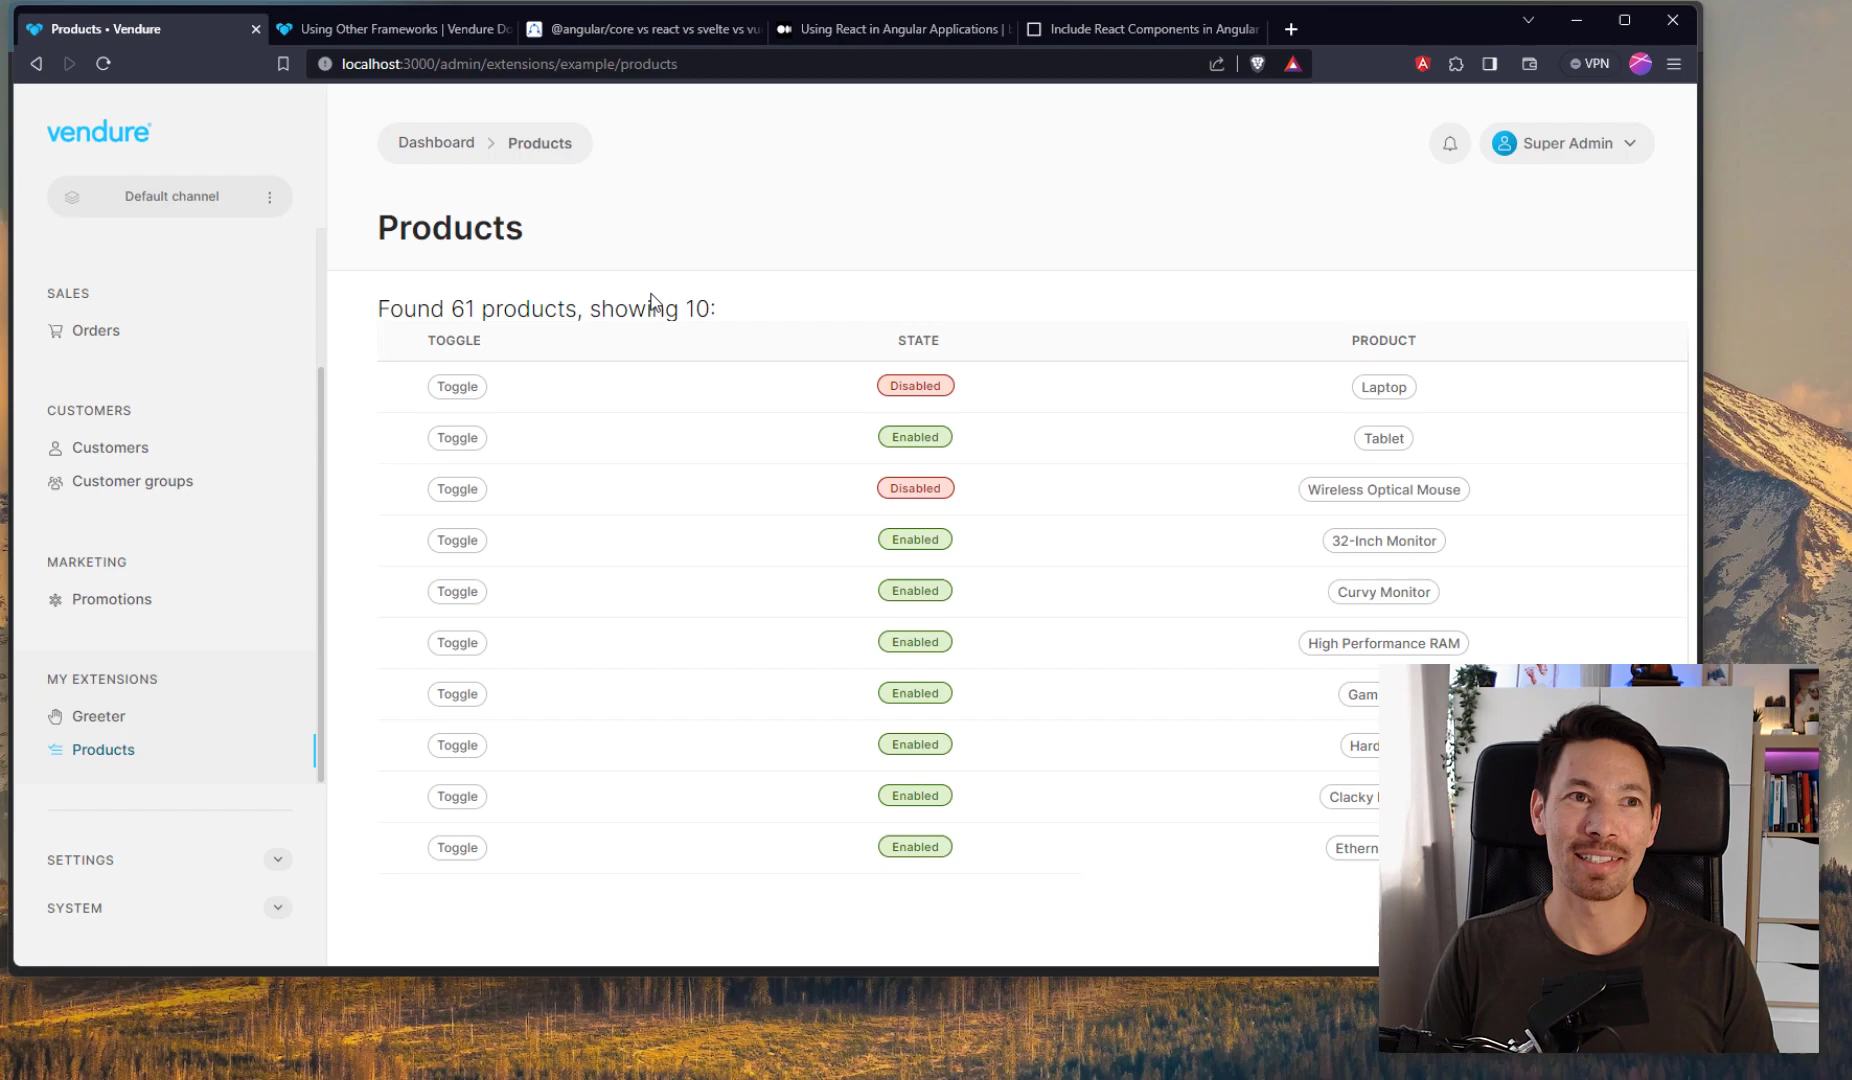 Products • Vendure
Using Other Frameworks | Vendure Do
@angular/core vs react vs svelte vs vu
Using React in Angular Applications |
Include React Components in Angular
localhost:3000/admin/extensions/example/products
VPN
vendure
Dashboard
Products
Super Admin
Default channel
Products
SALES
Orders
CUSTOMERS
Customers
Customer groups
MARKETING
Promotions
MY EXTENSIONS
Greeter
Products
SETTINGS
SYSTEM
Found 61 products, showing 10:
TOGGLE STATE PRODUCT
Toggle Disabled Laptop
Toggle Enabled Tablet
Toggle Disabled Wireless Optical Mouse
Toggle Enabled 32-Inch Monitor
Toggle Enabled Curvy Monitor
Toggle Enabled High Performance RAM
Toggle Enabled Gam
Toggle Enabled Hard
Toggle Enabled Clacky
Toggle Enabled Ethern